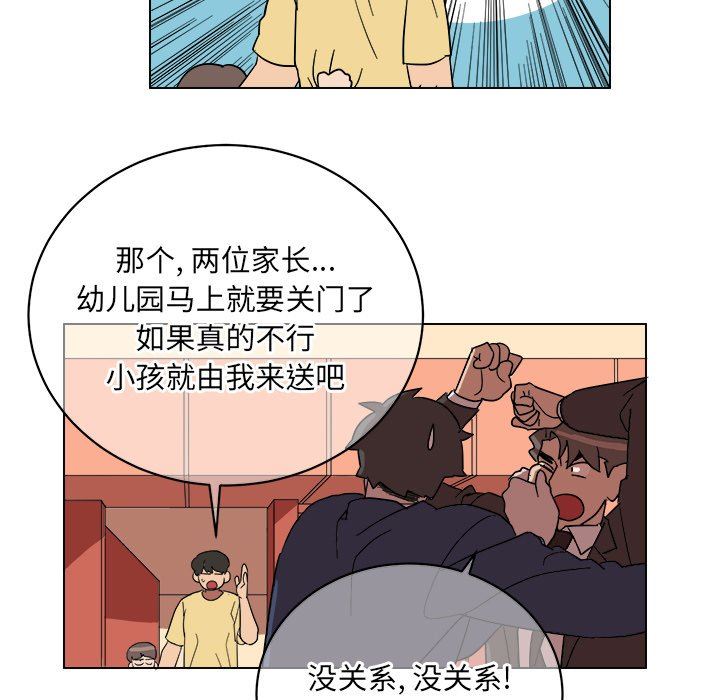 那个, 两位家长...
幼儿园马上就要关门了
如果真的不行
小孩就由我来送吧
没关系, 没关系!